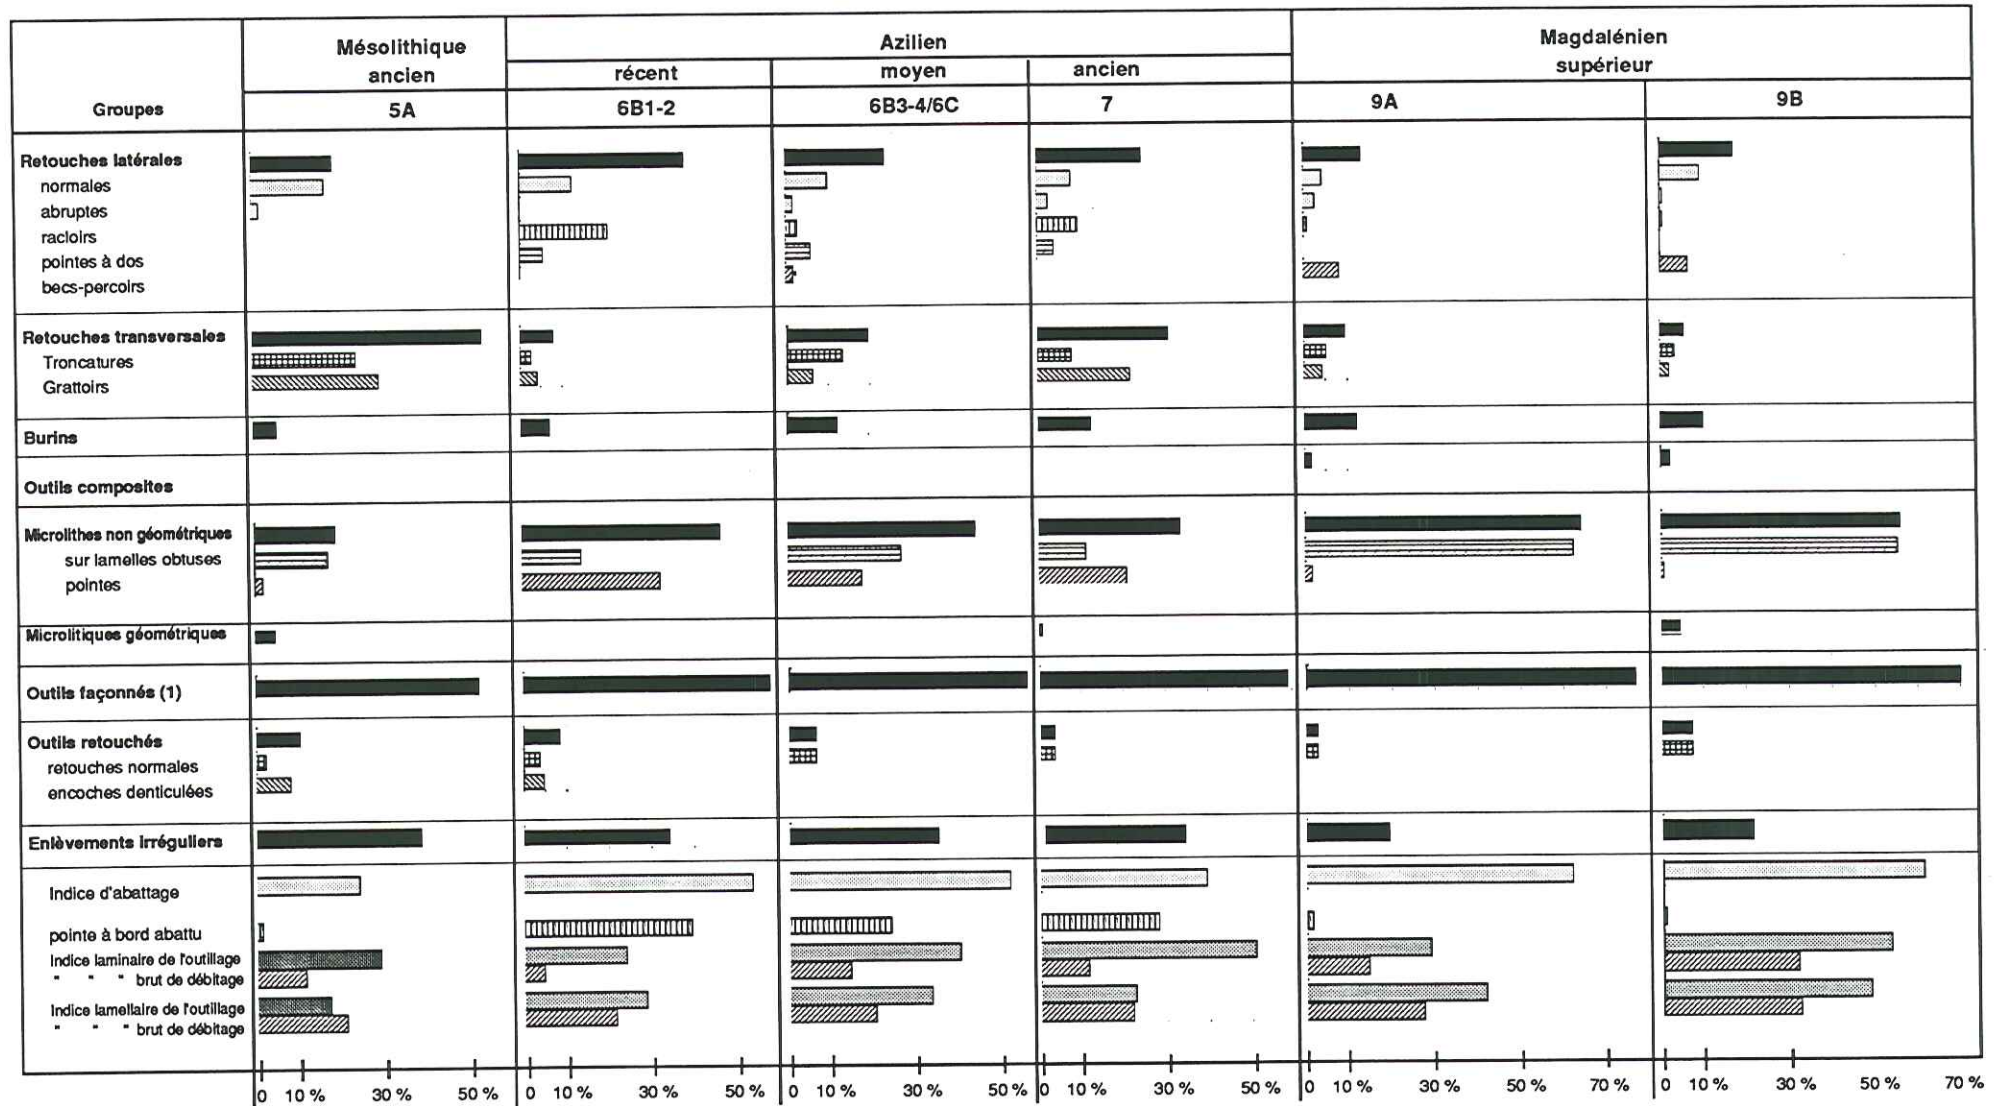 Mésolithique
ancien
Azilien
Magdalénien
supérieur
récent
moyen
ancien
Groupes
5A
6B1-2
6B3-4/6C
7
9A
9B
Retouches latérales
normales
abruptes
racloirs
pointes à dos
becs-percoirs
Retouches transversales
Troncatures
Grattoirs
Burins
Outils composites
Microlithes non géométriques
sur lamelles obtuses
pointes
Microlitiques géométriques
Outils façonnés (1)
Outils retouchés
retouches normales
encoches denticulées
Enlèvements irréguliers
Indice d'abattage
pointe à bord abattu
Indice laminaire de l'outillage
" " " brut de débitage
Indice lamellaire de l'outillage
" " " brut de débitage
0 10 % 30 % 50 % 0 10 % 30 % 50 % 0 10 % 30 % 50 % 0 10 % 30 % 50 % 0 10 % 30 % 50 % 70 % 0 10 % 30 % 50 % 70 %